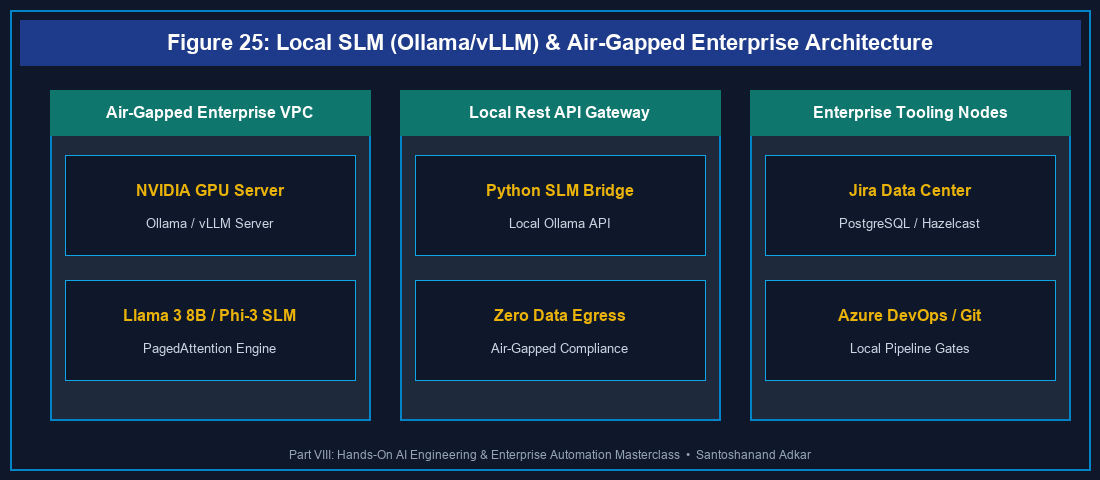 Figure 25: Local SLM (Ollama/vLLM) & Air-Gapped Enterprise Architecture
Air-Gapped Enterprise VPC
NVIDIA GPU Server
Ollama / vLLM Server
Llama 3 8B / Phi-3 SLM
PagedAttention Engine
Local Rest API Gateway
Python SLM Bridge
Local Ollama API
Zero Data Egress
Air-Gapped Compliance
Enterprise Tooling Nodes
Jira Data Center
PostgreSQL / Hazelcast
Azure DevOps / Git
Local Pipeline Gates
Part VIII: Hands-On AI Engineering & Enterprise Automation Masterclass • Santoshanand Adkar